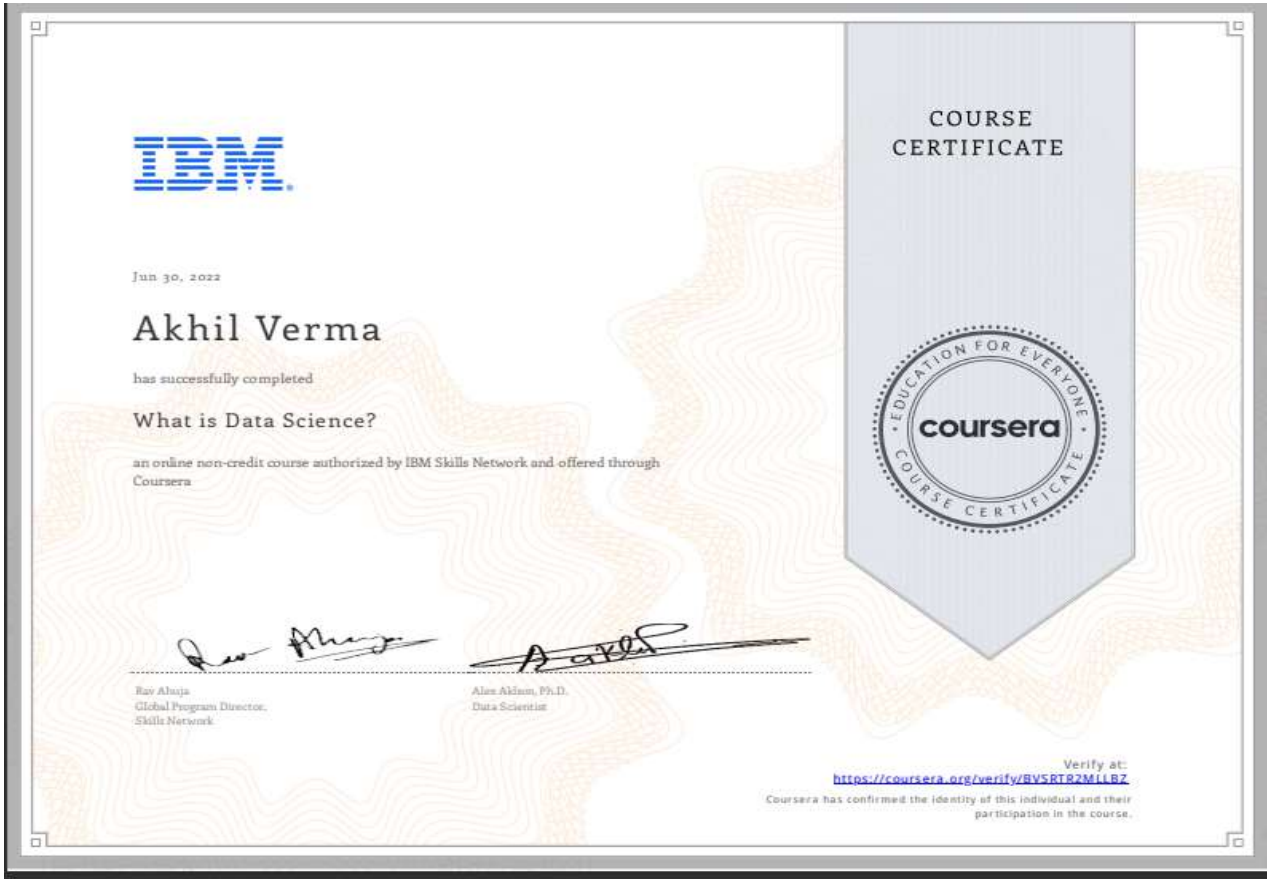 IBM
Jun 30, 2022
Akhil Verma
has successfully completed
What is Data Science?
an online non-credit course authorized by IBM Skills Network and offered through
Coursera
Rav Ahuja
Global Program Director,
Skills Network
Alex Aklson, Ph.D.
Data Scientist
COURSE
CERTIFICATE
EDUCATION FOR EVERYONE
coursera
COURSE CERTIFICATE
Verify at:
https://coursera.org/verify/BVSRTR2MLLBZ
Coursera has confirmed the identity of this individual and their
participation in the course.